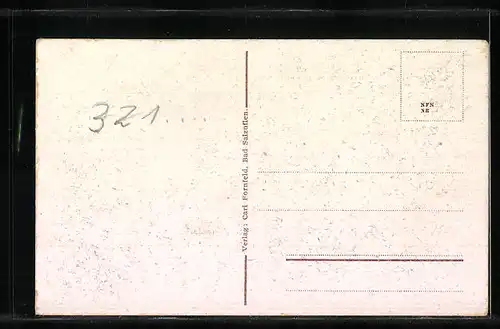 321....
Verlag: Carl Fornfeld, Bad Salzuflen.
NFN
NE